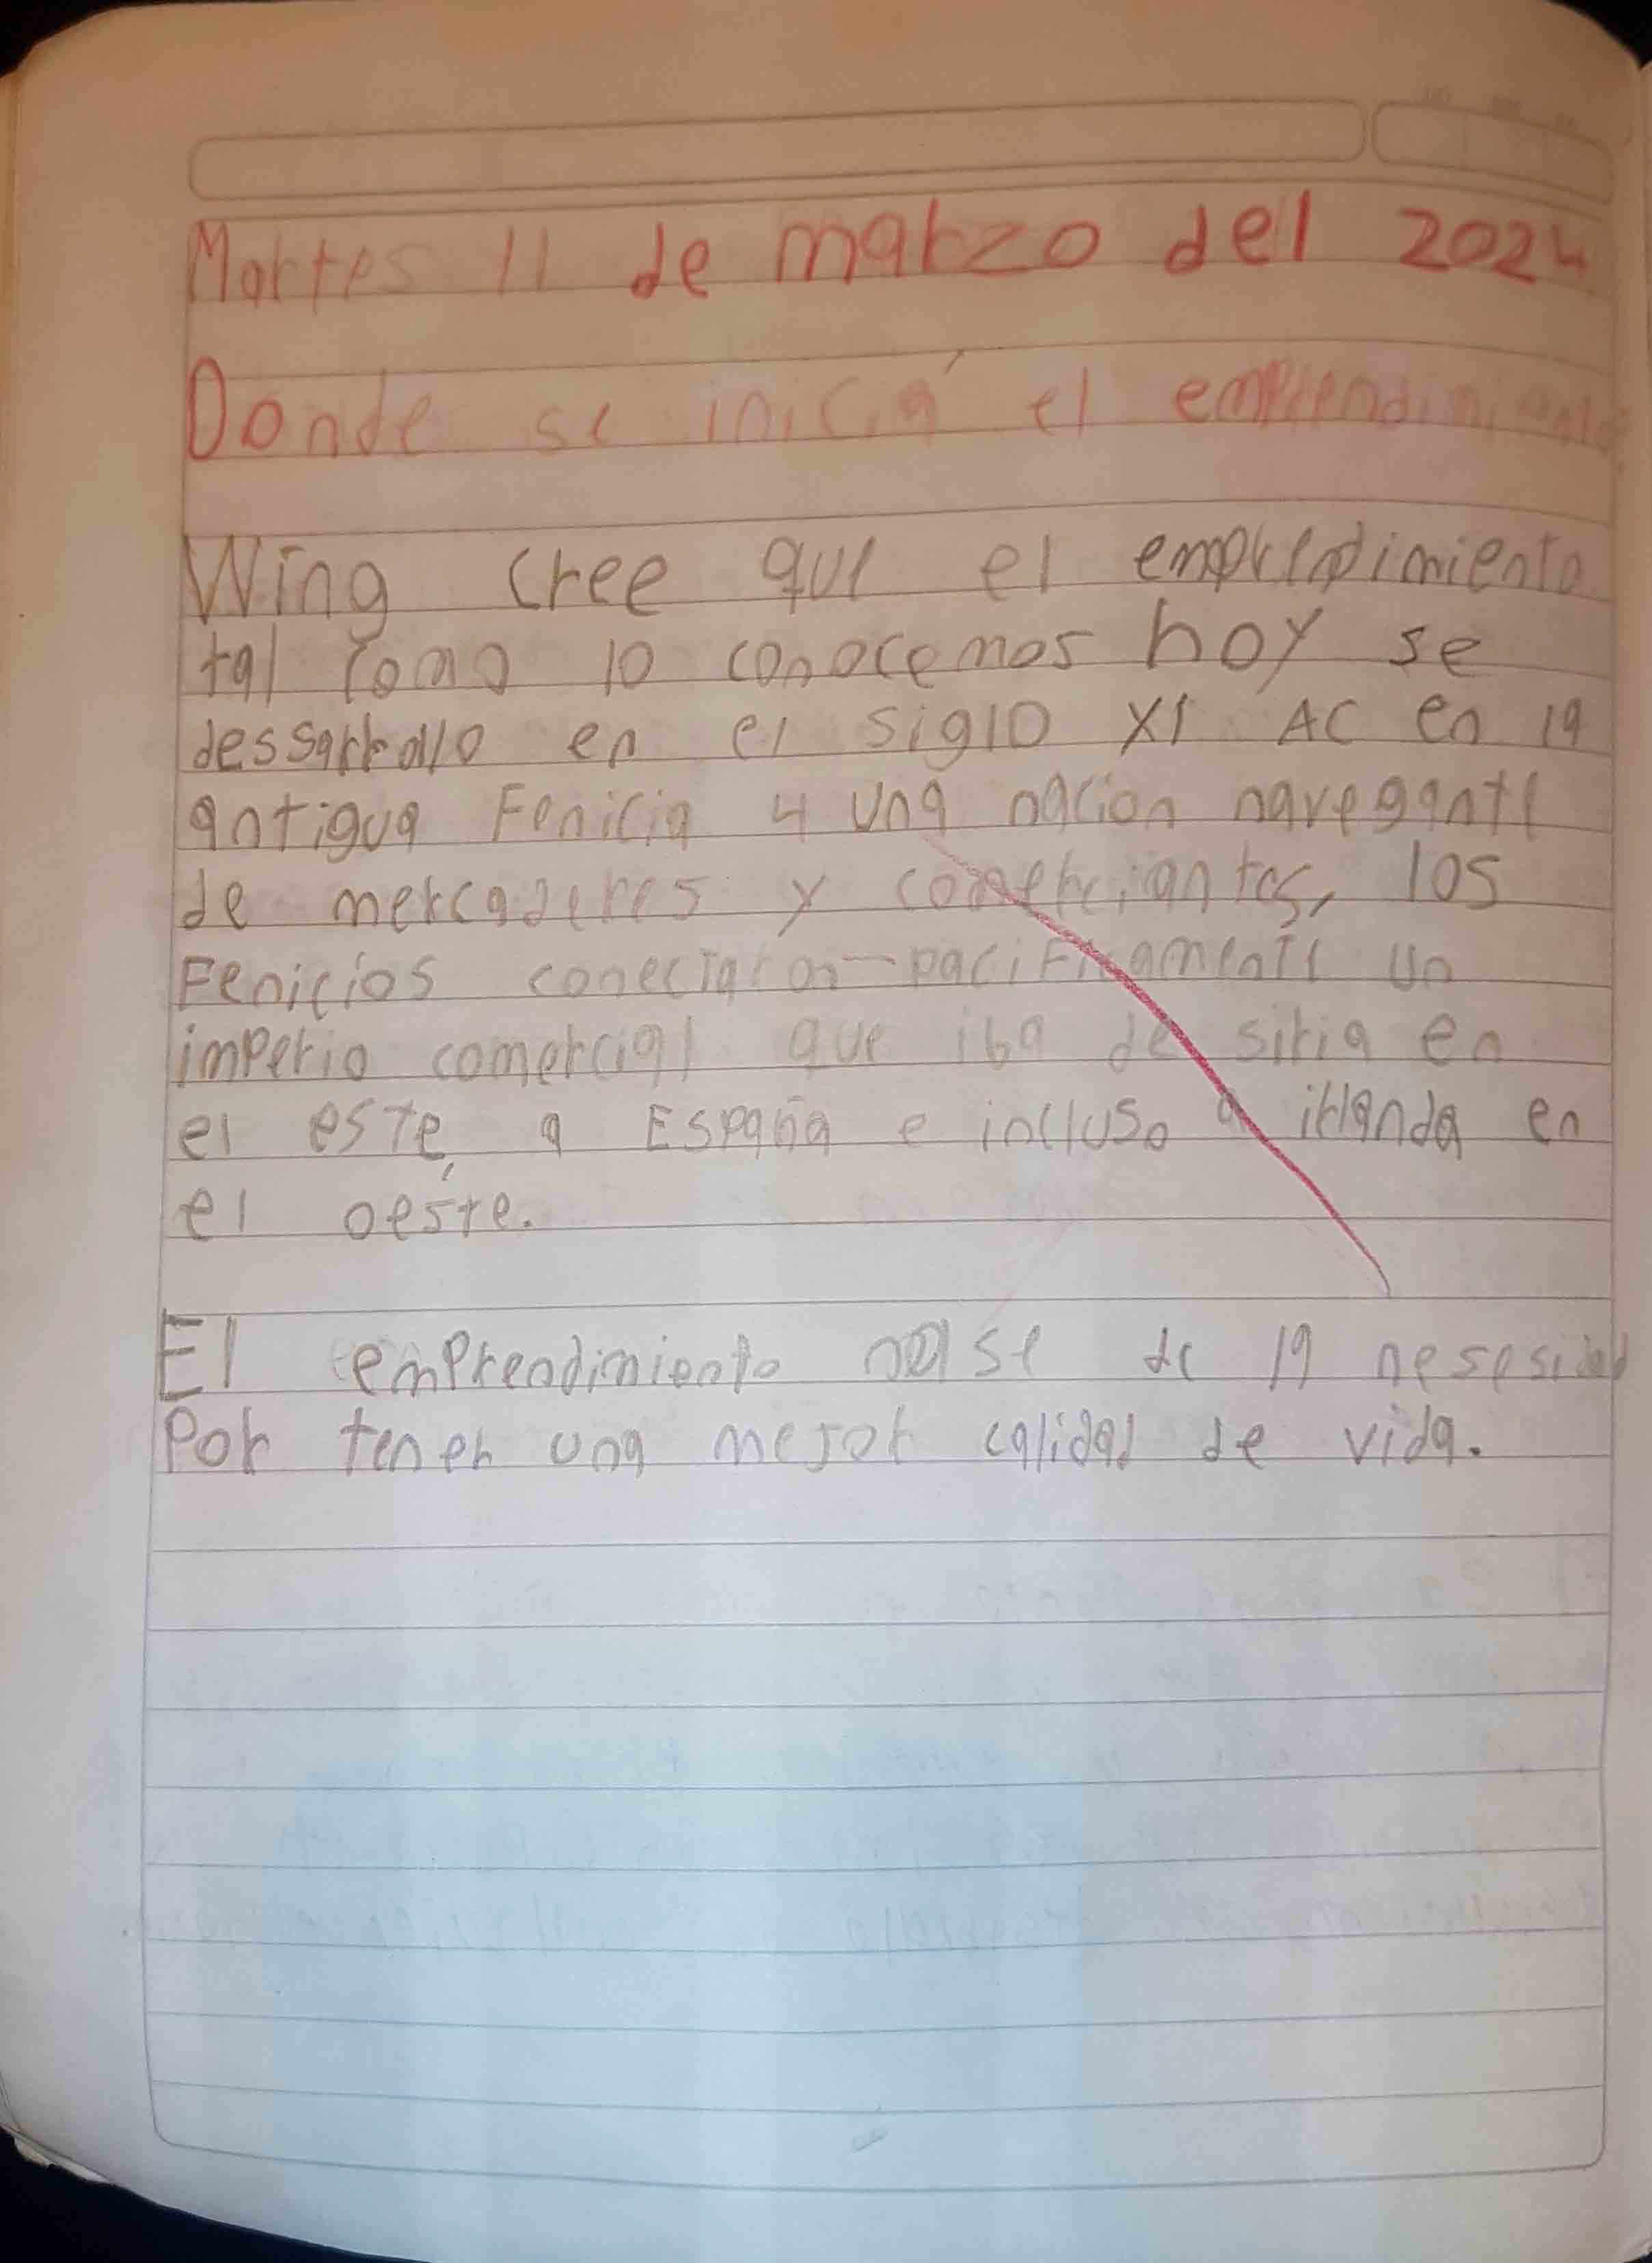 Martes 11 de marzo del 2024
Donde se iniciá el emprendimiento
Wing cree que el emprendimiento
tal como lo conocemos hoy se
dessarrollo en el siglo XI AC en la
antigua Fenicia y una nacion navegante
de mercaderes y comerciantes, los
Fenicios conectaron pacificamente un
imperio comercial que iba de siria en
el este, a España e incluso a irlanda en
el oeste.
El emprendimiento se de la nesesidad
Por tener una mejor calidad de vida.